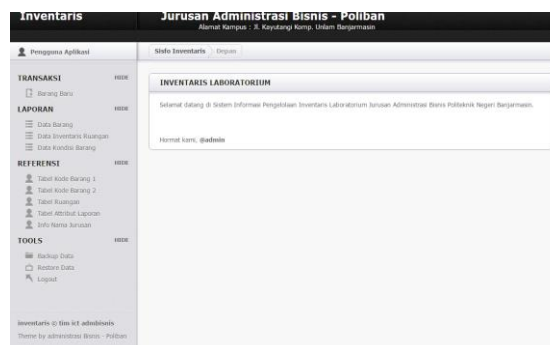 Inventaris
Jurusan Administrasi Bisnis - Poliban
Alamat Kampus : Jl. Kayutangi Komp. Unlam Banjarmasin
Pengguna Aplikasi
Sisfo Inventaris
Depan
TRANSAKSI HIDE
Barang Baru
LAPORAN HIDE
Data Barang
Data Inventaris Ruangan
Data Kondisi Barang
REFERENSI HIDE
Tabel Kode Barang 1
Tabel Kode Barang 2
Tabel Ruangan
Tabel Attribut Laporan
Info Nama Jurusan
TOOLS HIDE
Backup Data
Restore Data
Logout
Inventaris © tim ict admbisnis
Theme by administrasi Bisnis - Poliban
INVENTARIS LABORATORIUM
Selamat datang di Sistem Informasi Pengelolaan Inventaris Laboratorium Jurusan Administrasi Bisnis Politeknik Negeri Banjarmasin.
Hormat kami, @admin